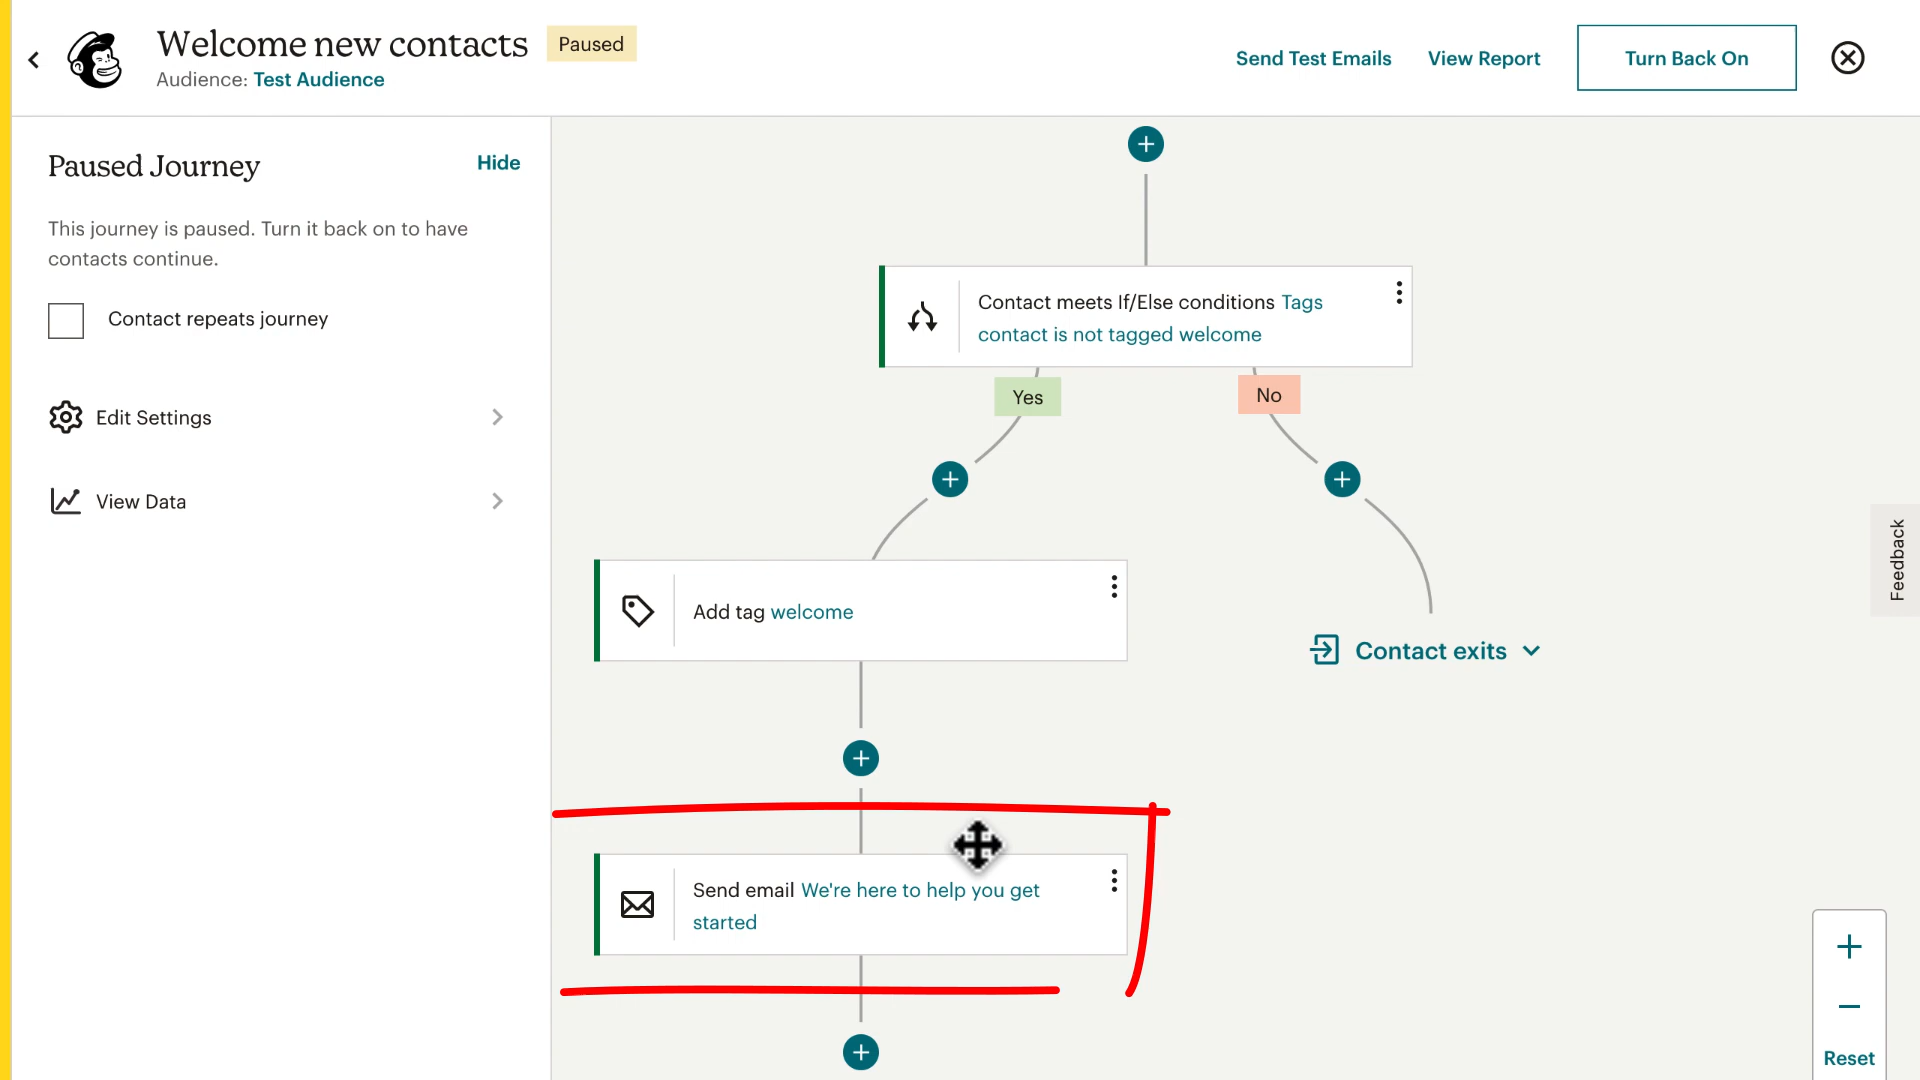 Welcome new contacts
Paused
Audience: Test Audience
Send Test Emails
View Report
Turn Back On
Paused Journey
Hide
This journey is paused. Turn it back on to have
contacts continue.
Contact repeats journey
Edit Settings
View Data
Contact meets If/Else conditions Tags
contact is not tagged welcome
Yes
No
Add tag welcome
Contact exits
Send email We're here to help you get
started
Feedback
Reset